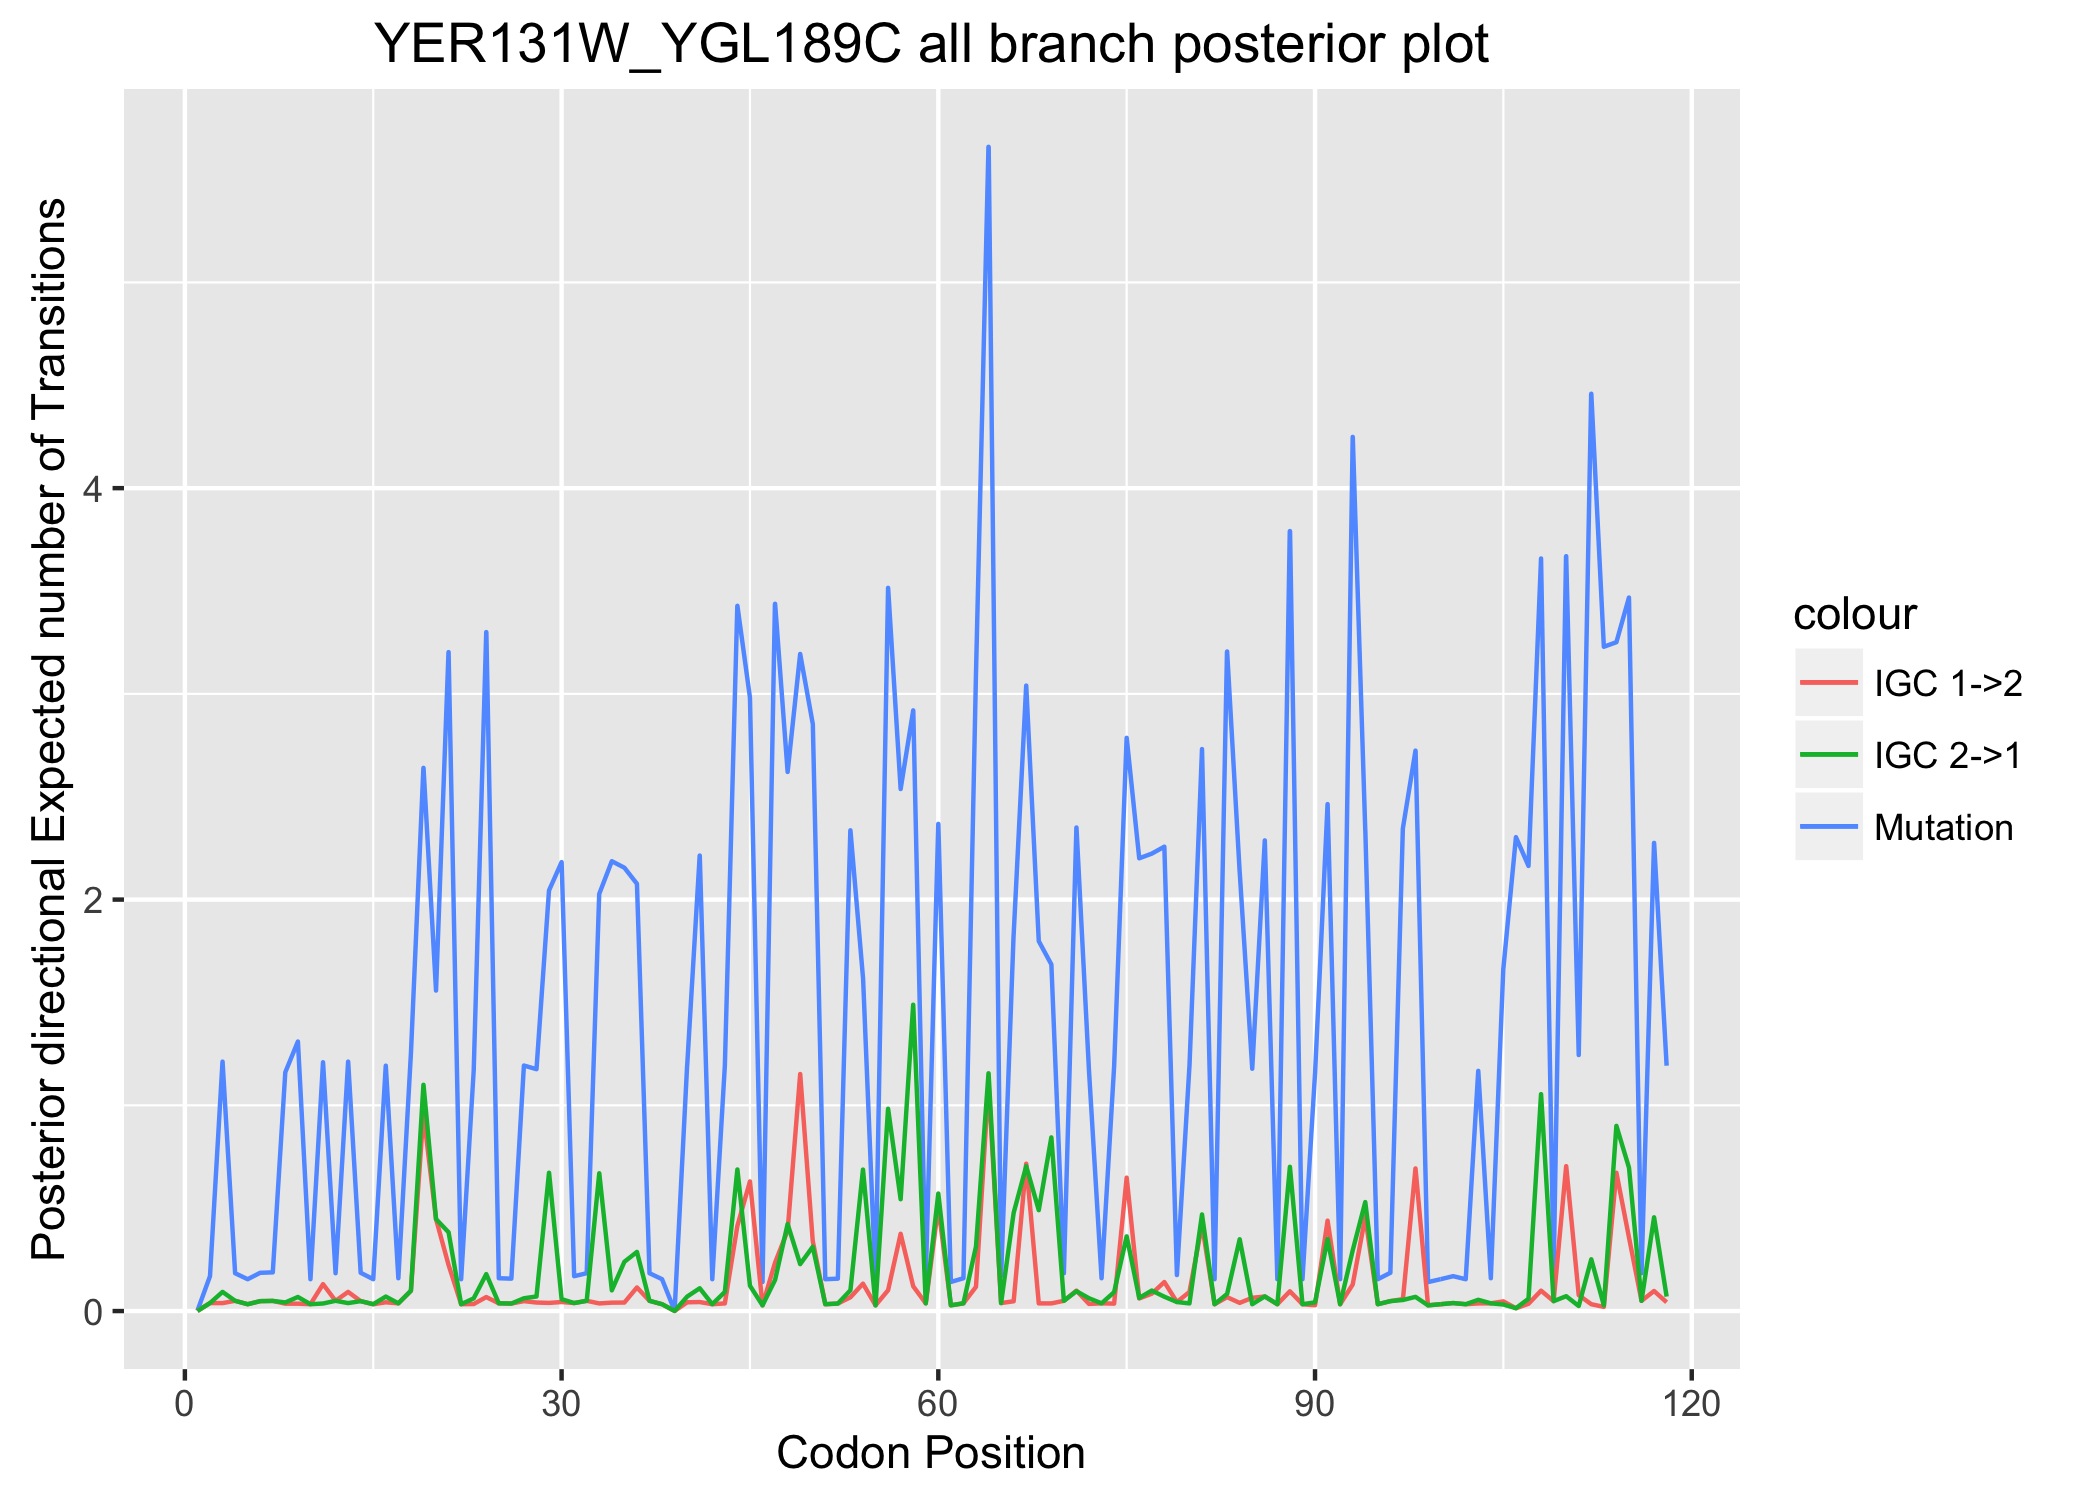 YER131W_YGL189C all branch posterior plot
Posterior directional Expected number of Transitions
4
2
0
0 30 60 90 120
Codon Position
colour
IGC 1->2
IGC 2->1
Mutation